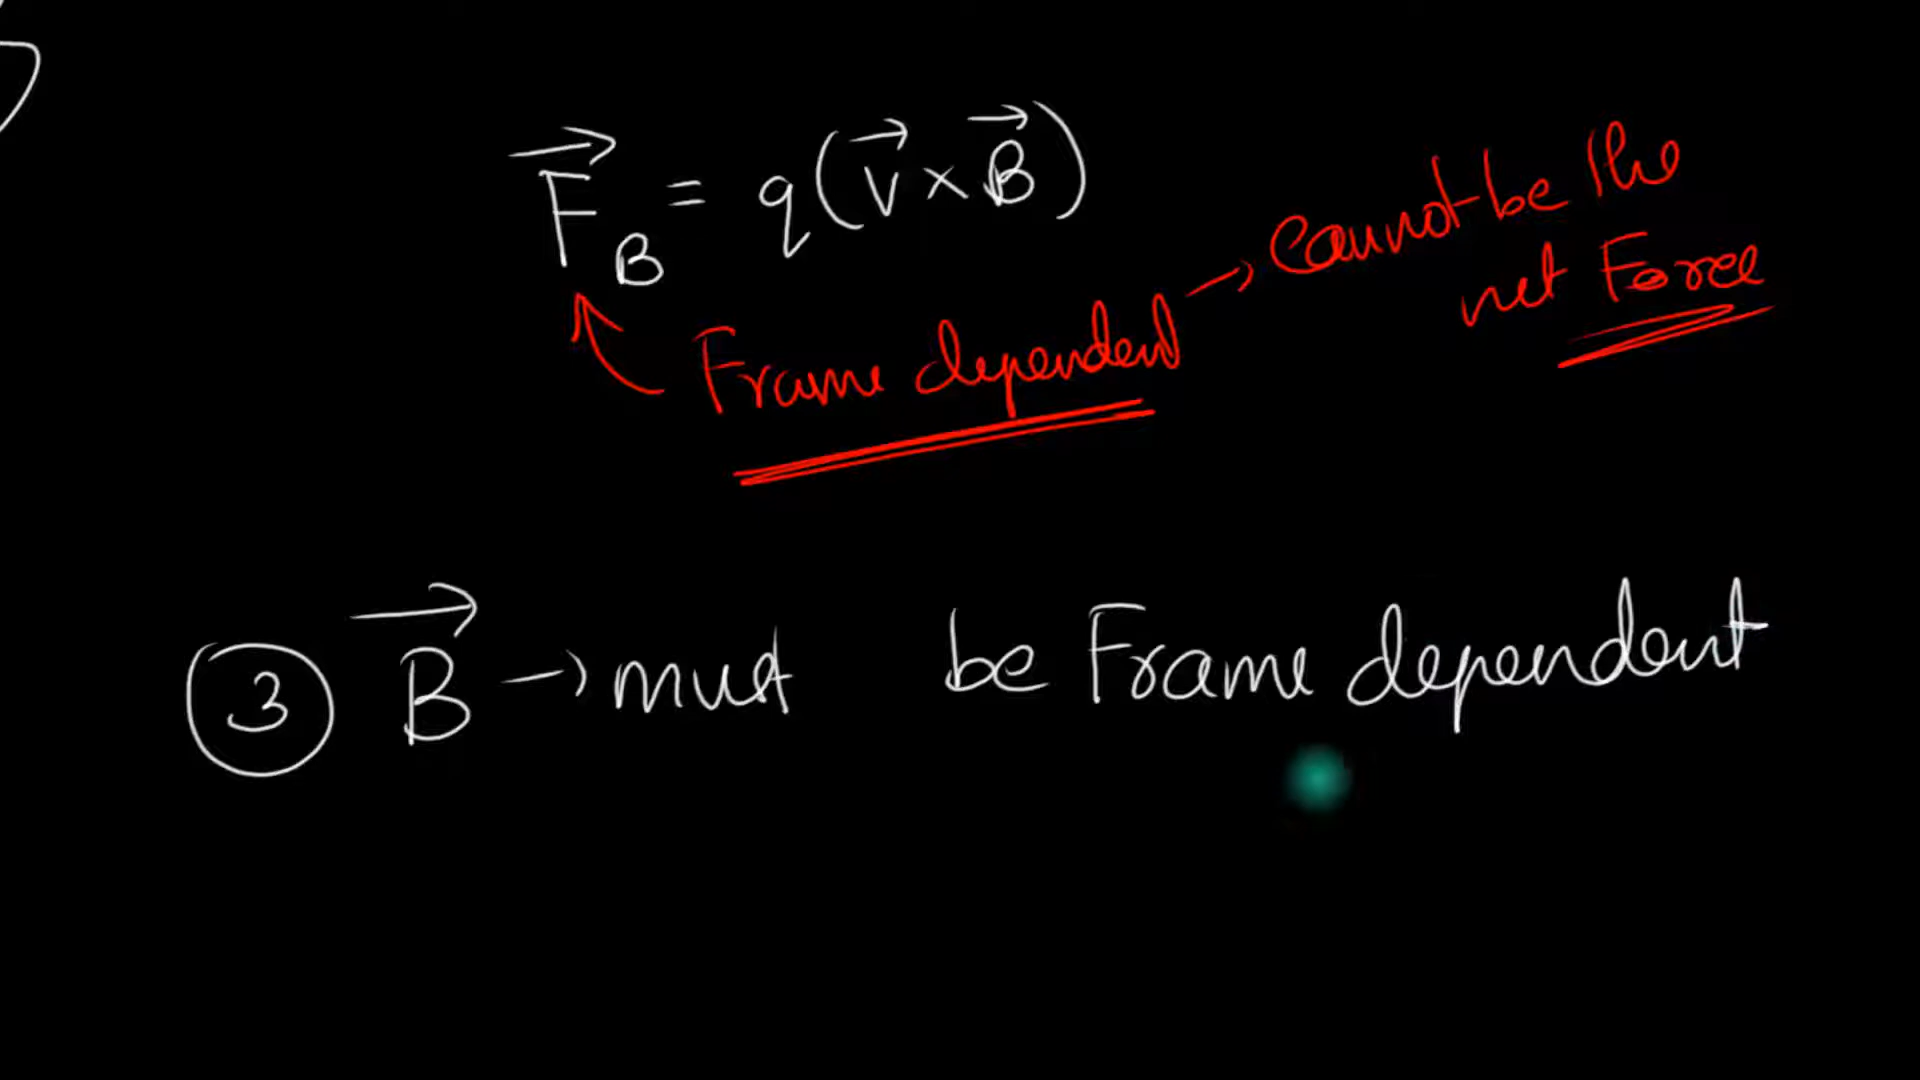 F⃗_B = q(v⃗ × B⃗)
Frame dependent → Cannot be the
net Force
③ B⃗ → must be Frame dependent